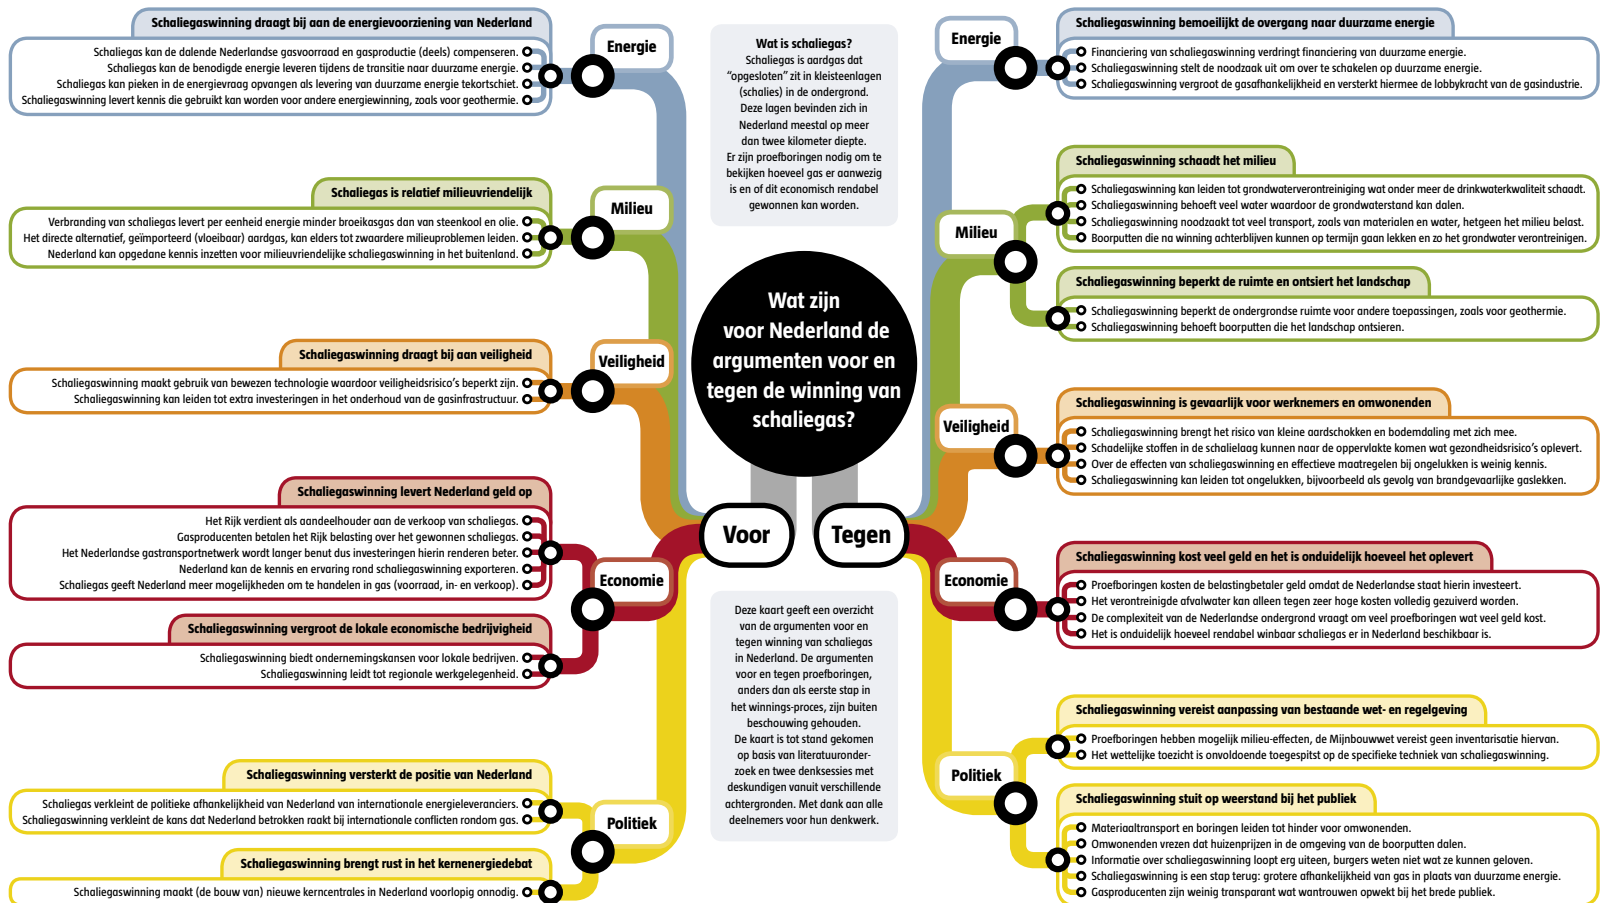 Schaliegaswinning draagt bij aan de energievoorziening van Nederland
Schaliegas kan de dalende Nederlandse gasvoorraad en gasproductie (deels) compenseren.
Schaliegas kan de benodigde energie leveren tijdens de transitie naar duurzame energie.
Schaliegas kan pieken in de energievraag opvangen als levering van duurzame energie tekortschiet.
Schaliegaswinning levert kennis die gebruikt kan worden voor andere energiewinning, zoals voor geothermie.
Energie
Schaliegas is relatief milieuvriendelijk
Verbranding van schaliegas levert per eenheid energie minder broeikasgas dan van steenkool en olie.
Het directe alternatief, geïmporteerd (vloeibaar) aardgas, kan elders tot zwaardere milieuproblemen leiden.
Nederland kan opgedane kennis inzetten voor milieuvriendelijke schaliegaswinning in het buitenland.
Milieu
Schaliegaswinning draagt bij aan veiligheid
Schaliegaswinning maakt gebruik van bewezen technologie waardoor veiligheidsrisico's beperkt zijn.
Schaliegaswinning kan leiden tot extra investeringen in het onderhoud van de gasinfrastructuur.
Veiligheid
Schaliegaswinning levert Nederland geld op
Het Rijk verdient als aandeelhouder aan de verkoop van schaliegas.
Gasproducenten betalen het Rijk belasting over het gewonnen schaliegas.
Het Nederlandse gastransportnetwerk wordt langer benut dus investeringen hierin renderen beter.
Nederland kan de kennis en ervaring rond schaliegaswinning exporteren.
Schaliegas geeft Nederland meer mogelijkheden om te handelen in gas (voorraad, in- en verkoop).
Economie
Schaliegaswinning vergroot de lokale economische bedrijvigheid
Schaliegaswinning biedt ondernemingskansen voor lokale bedrijven.
Schaliegaswinning leidt tot regionale werkgelegenheid.
Schaliegaswinning versterkt de positie van Nederland
Schaliegas verkleint de politieke afhankelijkheid van Nederland van internationale energieleveranciers.
Schaliegaswinning verkleint de kans dat Nederland betrokken raakt bij internationale conflicten rondom gas.
Politiek
Schaliegaswinning brengt rust in het kernenergiedebat
Schaliegaswinning maakt (de bouw van) nieuwe kerncentrales in Nederland voorlopig onnodig.
Wat is schaliegas?
Schaliegas is aardgas dat
“opgesloten” zit in kleisteenlagen
(schalies) in de ondergrond.
Deze lagen bevinden zich in
Nederland meestal op meer
dan twee kilometer diepte.
Er zijn proefboringen nodig om te
bekijken hoeveel gas er aanwezig
is en of dit economisch rendabel
gewonnen kan worden.
Wat zijn
voor Nederland de
argumenten voor en
tegen de winning van
schaliegas?
Voor
Tegen
Deze kaart geeft een overzicht
van de argumenten voor en
tegen winning van schaliegas
in Nederland. De argumenten
voor en tegen proefboringen,
anders dan als eerste stap in
het winnings-proces, zijn buiten
beschouwing gehouden.
De kaart is tot stand gekomen
op basis van literatuuronder-
zoek en twee denksessies met
deskundigen vanuit verschillende
achtergronden. Met dank aan alle
deelnemers voor hun denkwerk.
Energie
Schaliegaswinning bemoeilijkt de overgang naar duurzame energie
Financiering van schaliegaswinning verdringt financiering van duurzame energie.
Schaliegaswinning stelt de noodzaak uit om over te schakelen op duurzame energie.
Schaliegaswinning vergroot de gasafhankelijkheid en versterkt hiermee de lobbykracht van de gasindustrie.
Milieu
Schaliegaswinning schaadt het milieu
Schaliegaswinning kan leiden tot grondwaterverontreiniging wat onder meer de drinkwaterkwaliteit schaadt.
Schaliegaswinning behoeft veel water waardoor de grondwaterstand kan dalen.
Schaliegaswinning noodzaakt tot veel transport, zoals van materialen en water, hetgeen het milieu belast.
Boorputten die na winning achterblijven kunnen op termijn gaan lekken en zo het grondwater verontreinigen.
Schaliegaswinning beperkt de ruimte en ontsiert het landschap
Schaliegaswinning beperkt de ondergrondse ruimte voor andere toepassingen, zoals voor geothermie.
Schaliegaswinning behoeft boorputten die het landschap ontsieren.
Veiligheid
Schaliegaswinning is gevaarlijk voor werknemers en omwonenden
Schaliegaswinning brengt het risico van kleine aardschokken en bodemdaling met zich mee.
Schadelijke stoffen in de schalielaag kunnen naar de oppervlakte komen wat gezondheidsrisico's oplevert.
Over de effecten van schaliegaswinning en effectieve maatregelen bij ongelukken is weinig kennis.
Schaliegaswinning kan leiden tot ongelukken, bijvoorbeeld als gevolg van brandgevaarlijke gaslekken.
Economie
Schaliegaswinning kost veel geld en het is onduidelijk hoeveel het oplevert
Proefboringen kosten de belastingbetaler geld omdat de Nederlandse staat hierin investeert.
Het verontreinigde afvalwater kan alleen tegen zeer hoge kosten volledig gezuiverd worden.
De complexiteit van de Nederlandse ondergrond vraagt om veel proefboringen wat veel geld kost.
Het is onduidelijk hoeveel rendabel winbaar schaliegas er in Nederland beschikbaar is.
Politiek
Schaliegaswinning vereist aanpassing van bestaande wet- en regelgeving
Proefboringen hebben mogelijk milieu-effecten, de Mijnbouwwet vereist geen inventarisatie hiervan.
Het wettelijke toezicht is onvoldoende toegespitst op de specifieke techniek van schaliegaswinning.
Schaliegaswinning stuit op weerstand bij het publiek
Materiaaltransport en boringen leiden tot hinder voor omwonenden.
Omwonenden vrezen dat huizenprijzen in de omgeving van de boorputten dalen.
Informatie over schaliegaswinning loopt erg uiteen, burgers weten niet wat ze kunnen geloven.
Schaliegaswinning is een stap terug: grotere afhankelijkheid van gas in plaats van duurzame energie.
Gasproducenten zijn weinig transparant wat wantrouwen opwekt bij het brede publiek.